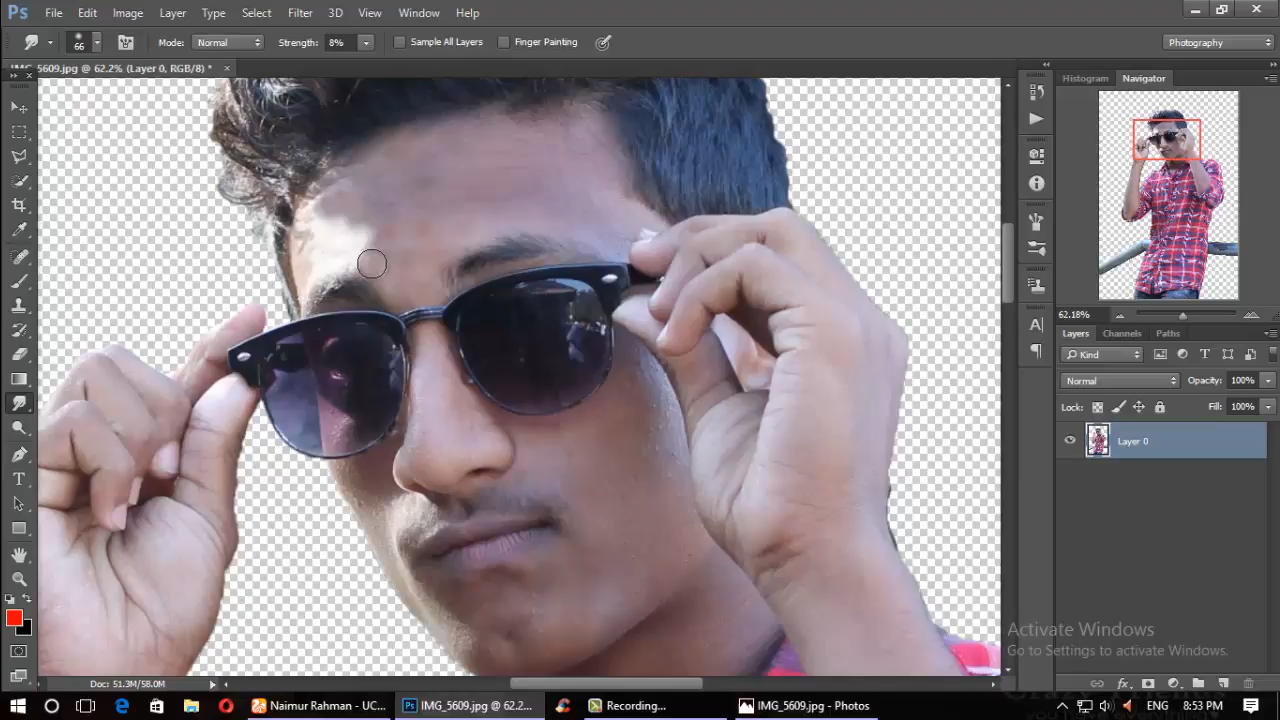 Ps File Edit Image Layer Type Select Filter 3D View Window Help
66 Mode: Normal Strength: 8% Sample All Layers Finger Painting Photography
IMG_5609.jpg @ 62.2% (Layer 0, RGB/8) * ×
Histogram Navigator
62.18%
Layers Channels Paths
Kind
Normal Opacity: 100%
Lock: Fill: 100%
Layer 0
A
T
Activate Windows
Go to Settings to activate Windows.
Doc: 51.3M/58.0M
Naimur Rahman - UC... IMG_5609.jpg @ 62.2... Recording... IMG_5609.jpg - Photos ENG 8:53 PM